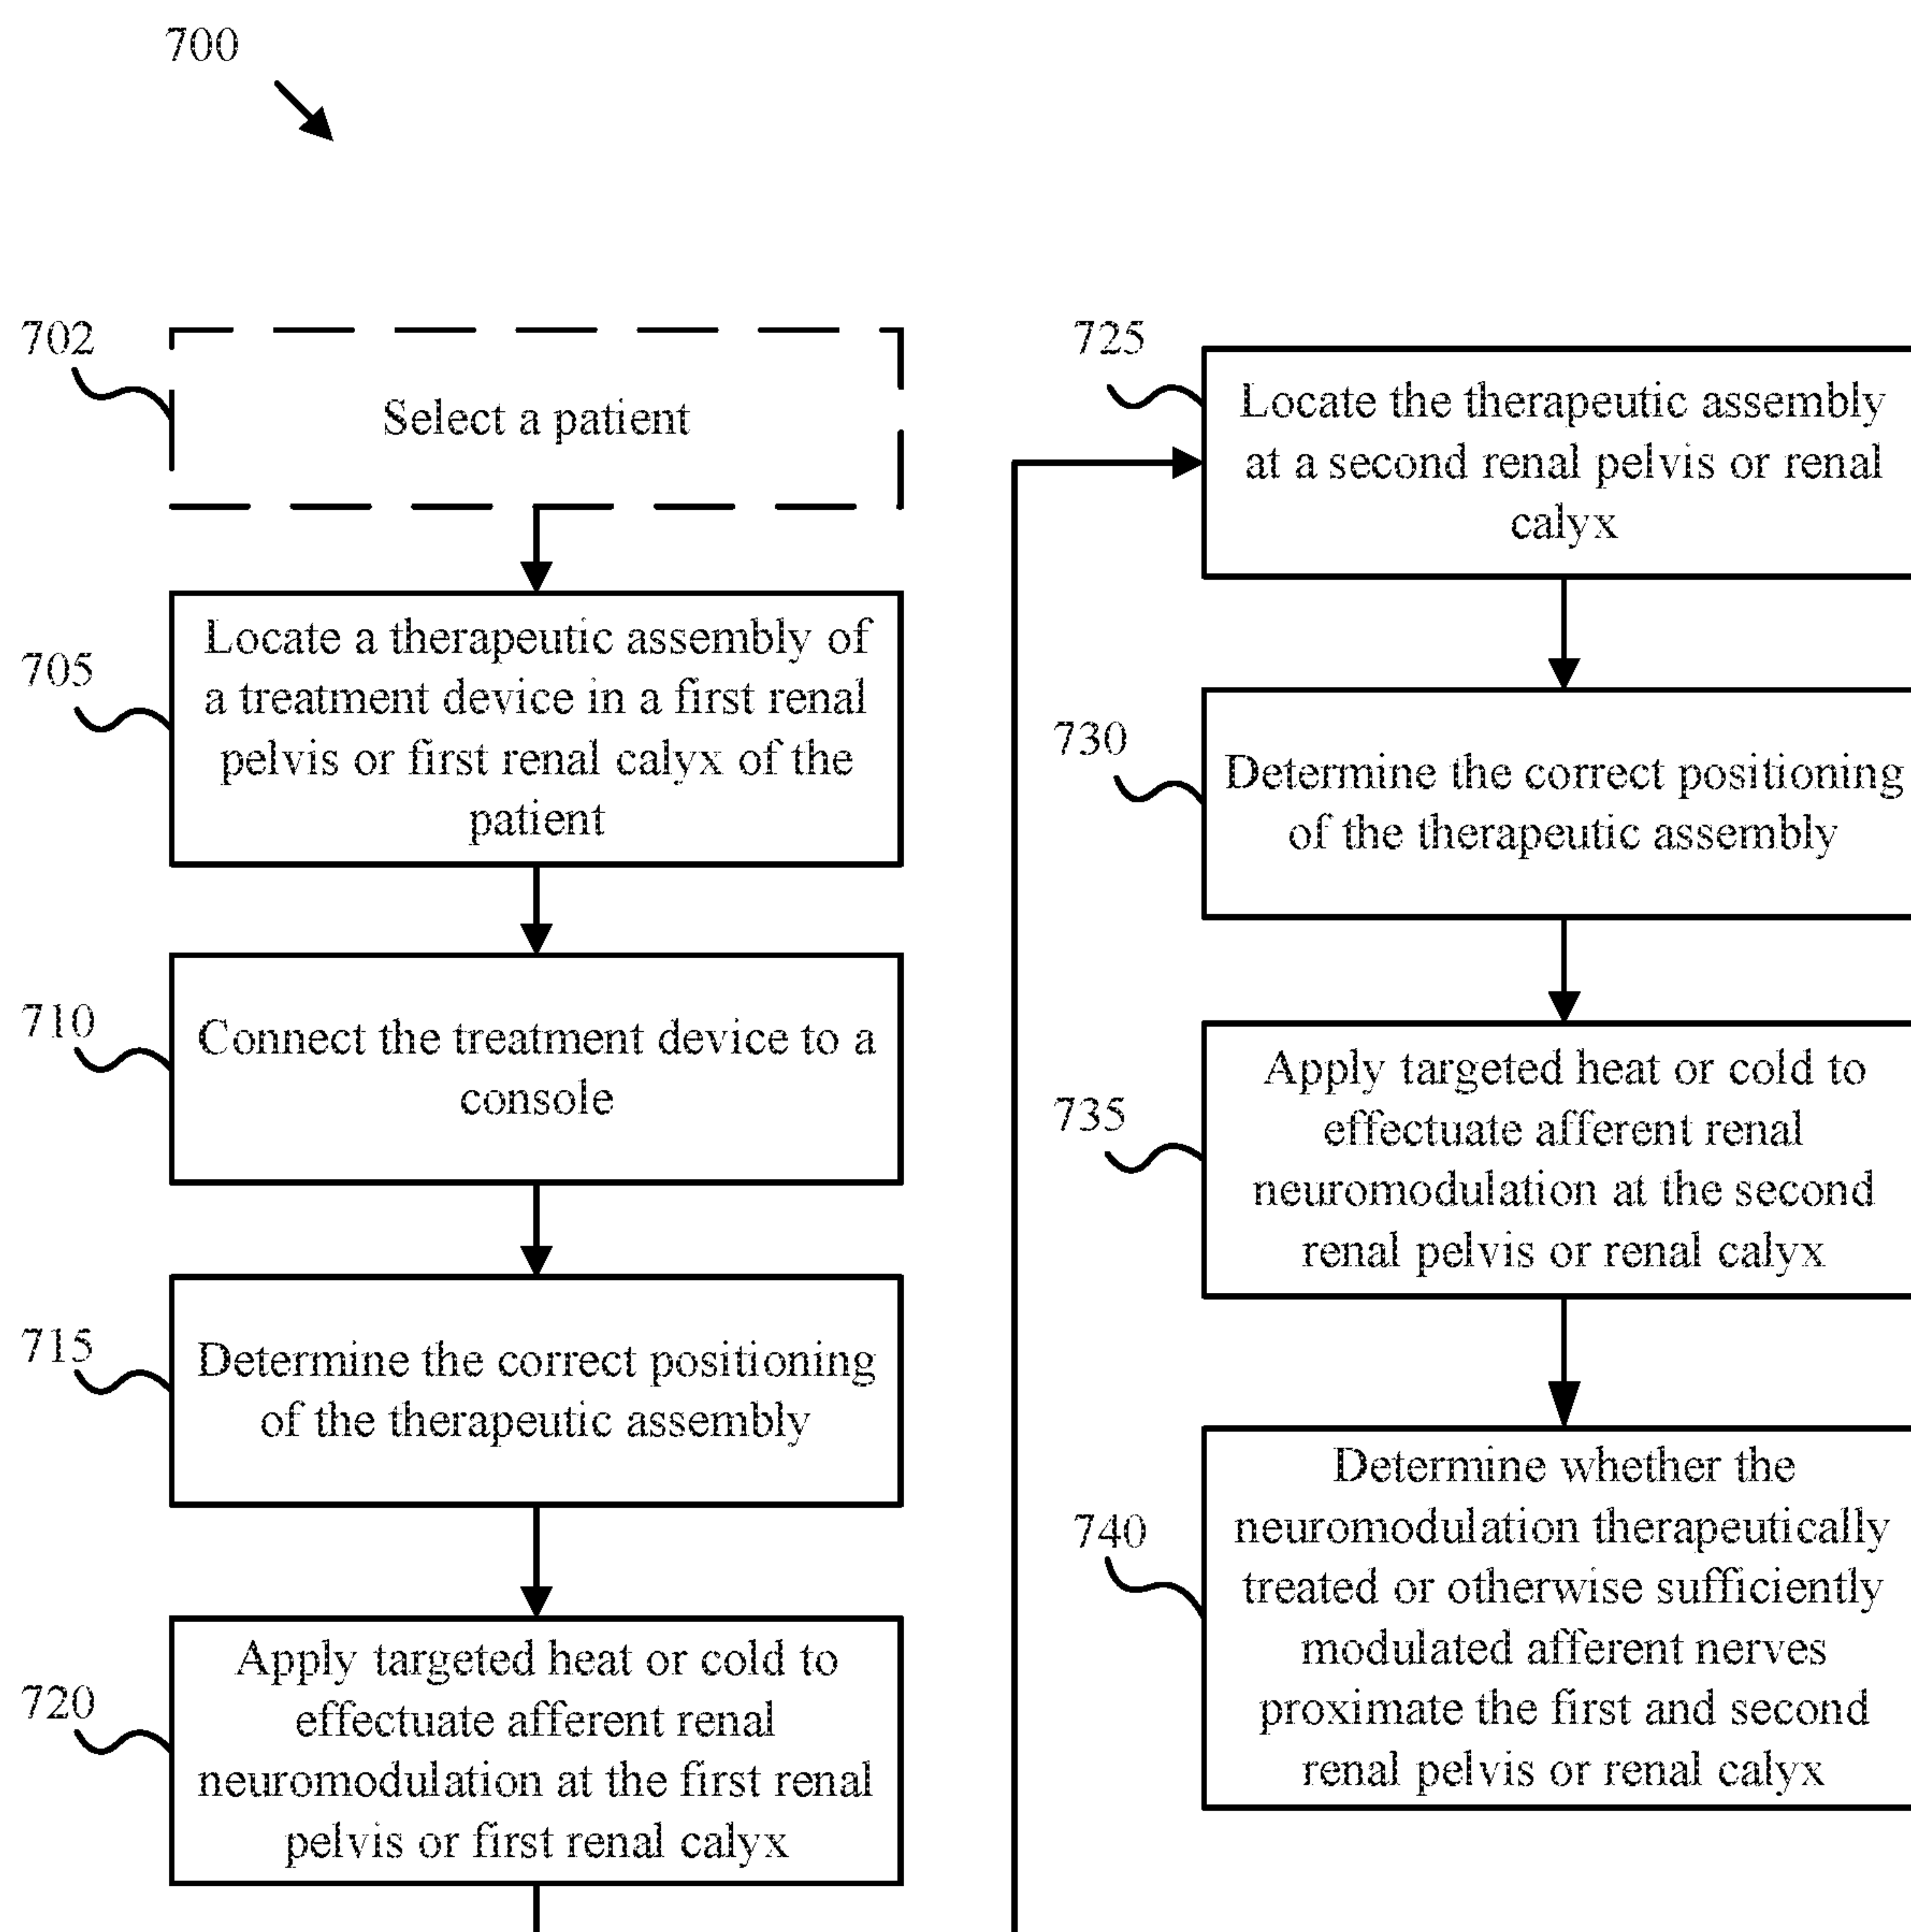 700
702
Select a patient
705
Locate a therapeutic assembly of
a treatment device in a first renal
pelvis or first renal calyx of the
patient
710
Connect the treatment device to a
console
715
Determine the correct positioning
of the therapeutic assembly
720
Apply targeted heat or cold to
effectuate afferent renal
neuromodulation at the first renal
pelvis or first renal calyx
725
Locate the therapeutic assembly
at a second renal pelvis or renal
calyx
730
Determine the correct positioning
of the therapeutic assembly
735
Apply targeted heat or cold to
effectuate afferent renal
neuromodulation at the second
renal pelvis or renal calyx
740
Determine whether the
neuromodulation therapeutically
treated or otherwise sufficiently
modulated afferent nerves
proximate the first and second
renal pelvis or renal calyx